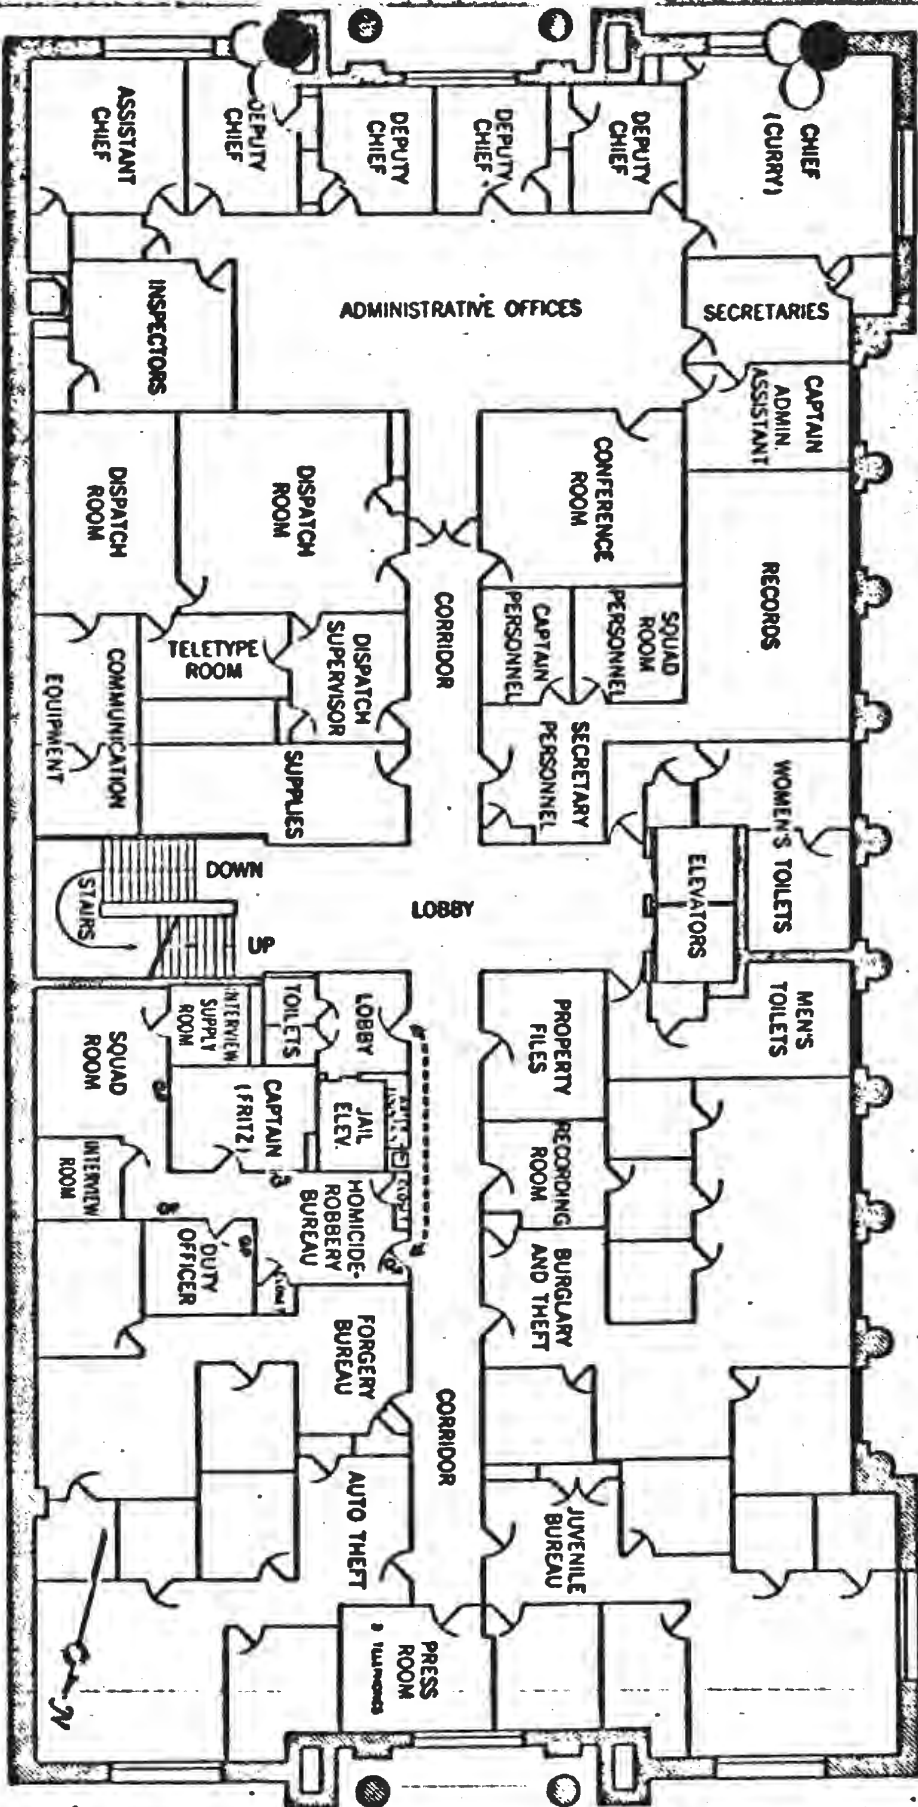 ASSISTANT
CHIEF
DEPUTY
CHIEF
DEPUTY
CHIEF
DEPUTY
CHIEF
DEPUTY
CHIEF
CHIEF
(CURRY)
INSPECTORS
ADMINISTRATIVE OFFICES
SECRETARIES
CAPTAIN
ADMIN.
ASSISTANT
DISPATCH
ROOM
DISPATCH
ROOM
CONFERENCE
ROOM
RECORDS
CORRIDOR
CAPTAIN
PERSONNEL
SQUAD
ROOM
PERSONNEL
TELETYPE
ROOM
DISPATCH
SUPERVISOR
COMMUNICATION
EQUIPMENT
SUPPLIES
SECRETARY
PERSONNEL
WOMEN'S TOILETS
ELEVATORS
DOWN
STAIRS
UP
LOBBY
MEN'S
TOILETS
SQUAD
ROOM
INTERVIEW
SUPPLY
ROOM
TOILETS
LOBBY
PROPERTY
FILES
CAPTAIN
(FRITZ)
JAIL
ELEV.
RECORDING
ROOM
INTERVIEW
ROOM
HOMICIDE-
ROBBERY
BUREAU
DUTY
OFFICER
BURGLARY
AND THEFT
FORGERY
BUREAU
CORRIDOR
AUTO THEFT
JUVENILE
BUREAU
PRESS
ROOM
N